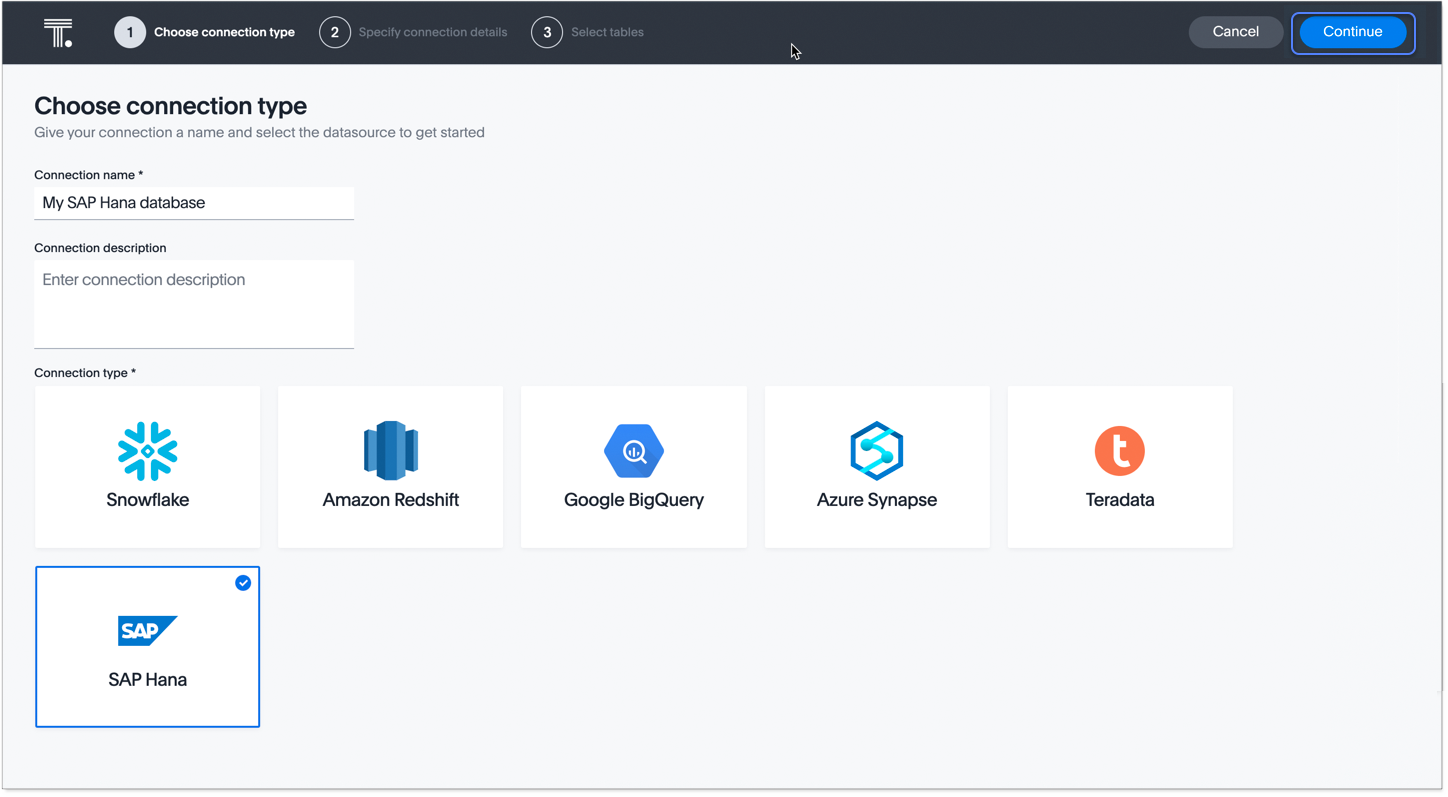 T.
1 Choose connection type 2 Specify connection details 3 Select tables Cancel Continue
Choose connection type
Give your connection a name and select the datasource to get started
Connection name *
My SAP Hana database
Connection description
Enter connection description
Connection type *
Snowflake Amazon Redshift Google BigQuery Azure Synapse t Teradata
SAP
SAP Hana